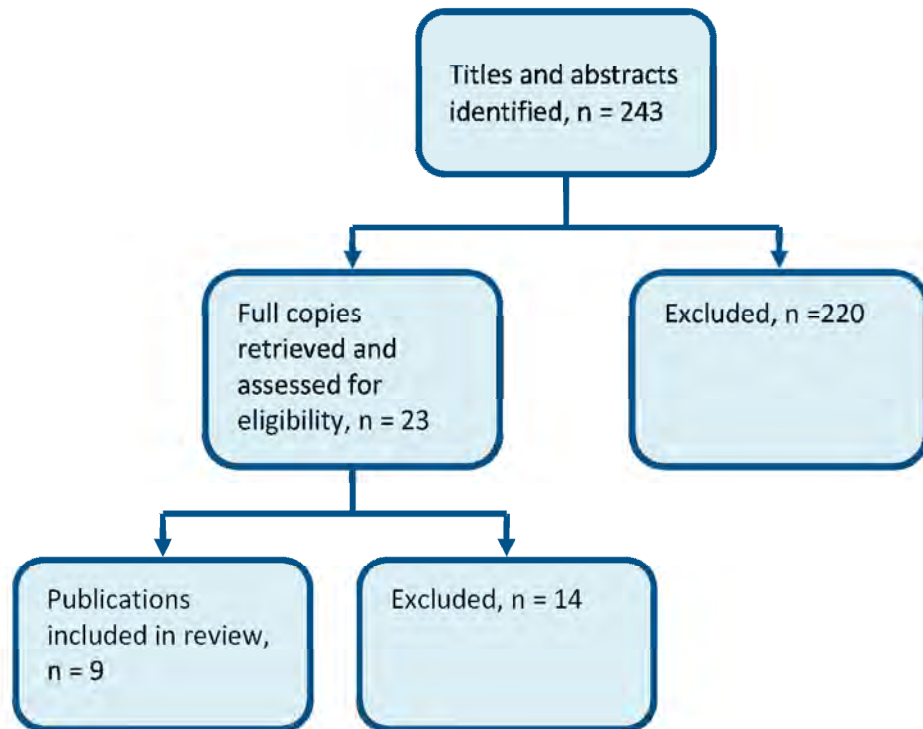 Titles and abstracts
identified, n = 243
Full copies
retrieved and
assessed for
eligibility, n = 23
Excluded, n =220
Publications
included in review,
n = 9
Excluded, n = 14